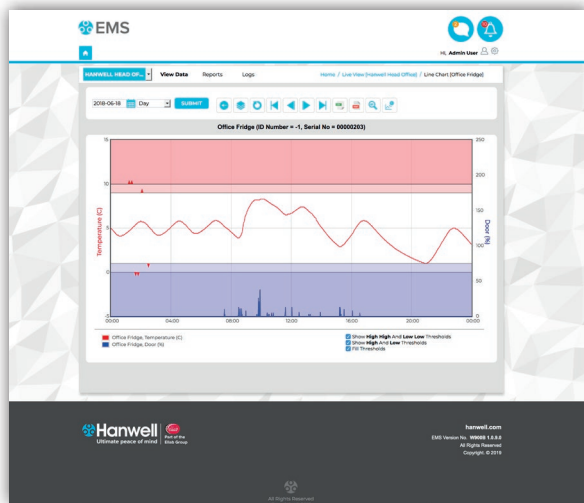 EMS
Hi, Admin User
HANWELL HEAD OF...
View Data
Reports
Logs
Home / Live View [Hanwell Head Office] / Line Chart [Office Fridge]
2018-06-18
Day
SUBMIT
Office Fridge (ID Number = -1, Serial No = 00000203)
15
10
5
0
-5
Temperature (C)
250
200
150
100
50
0
Door (%)
00:00
04:00
08:00
12:00
16:00
20:00
00:00
Office Fridge, Temperature (C)
Office Fridge, Door (%)
Show High High And Low Low Thresholds
Show High And Low Thresholds
Fill Thresholds
Hanwell
Ultimate peace of mind
Part of the
Ellab Group
hanwell.com
EMS Version No. W908B 1.0.9.0
All Rights Reserved
Copyright © 2019
All Rights Reserved